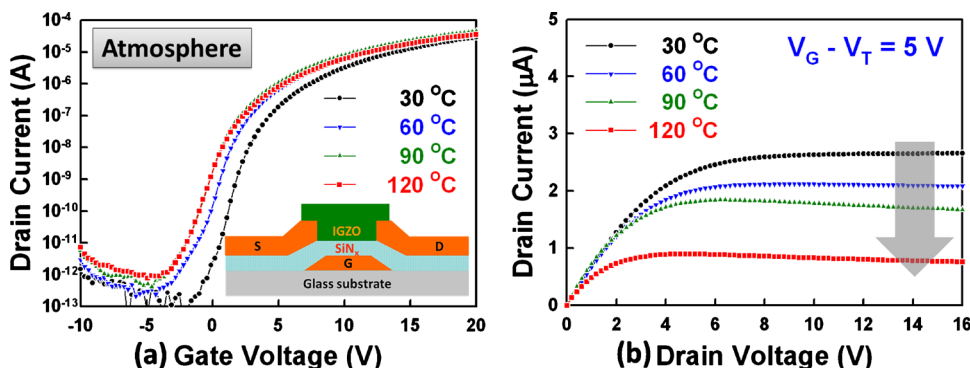 Atmosphere
Drain Current (A)
10⁻⁴
10⁻⁵
10⁻⁶
10⁻⁷
10⁻⁸
10⁻⁹
10⁻¹⁰
10⁻¹¹
10⁻¹²
10⁻¹³
30 °C
60 °C
90 °C
120 °C
IGZO
S
SiNₓ
D
G
Glass substrate
-10 -5 0 5 10 15 20
(a) Gate Voltage (V)
Drain Current (μA)
5
4
3
2
1
0
30 °C
60 °C
90 °C
120 °C
V_G - V_T = 5 V
0 2 4 6 8 10 12 14 16
(b) Drain Voltage (V)